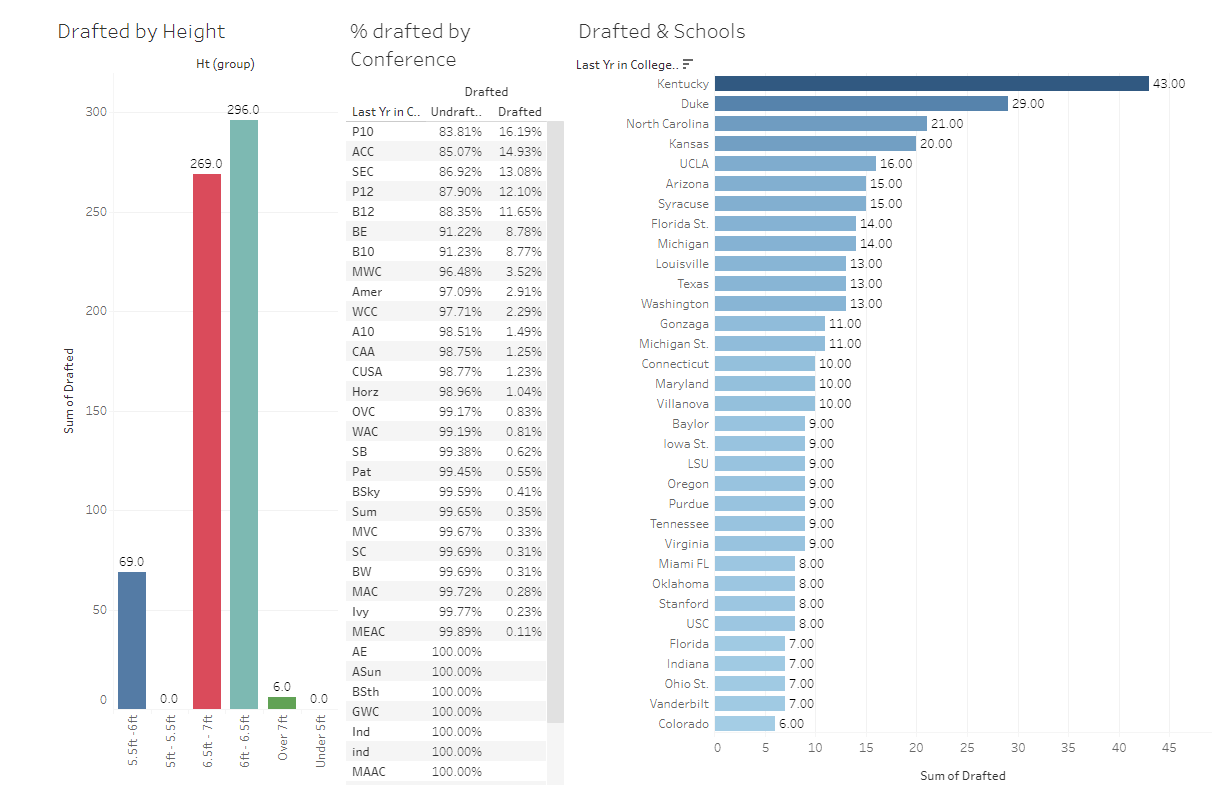 Drafted by Height
Ht (group)
Sum of Drafted
300
250
200
150
100
50
0
69.0
0.0
269.0
296.0
6.0
0.0
5.5ft -6ft
5ft - 5.5ft
6.5ft - 7ft
6ft - 6.5ft
Over 7ft
Under 5ft
% drafted by
Conference
Drafted
Last Yr in C.. Undraft.. Drafted
P10 83.81% 16.19%
ACC 85.07% 14.93%
SEC 86.92% 13.08%
P12 87.90% 12.10%
B12 88.35% 11.65%
BE 91.22% 8.78%
B10 91.23% 8.77%
MWC 96.48% 3.52%
Amer 97.09% 2.91%
WCC 97.71% 2.29%
A10 98.51% 1.49%
CAA 98.75% 1.25%
CUSA 98.77% 1.23%
Horz 98.96% 1.04%
OVC 99.17% 0.83%
WAC 99.19% 0.81%
SB 99.38% 0.62%
Pat 99.45% 0.55%
BSky 99.59% 0.41%
Sum 99.65% 0.35%
MVC 99.67% 0.33%
SC 99.69% 0.31%
BW 99.69% 0.31%
MAC 99.72% 0.28%
Ivy 99.77% 0.23%
MEAC 99.89% 0.11%
AE 100.00%
ASun 100.00%
BSth 100.00%
GWC 100.00%
Ind 100.00%
ind 100.00%
MAAC 100.00%
Drafted & Schools
Last Yr in College..
Kentucky 43.00
Duke 29.00
North Carolina 21.00
Kansas 20.00
UCLA 16.00
Arizona 15.00
Syracuse 15.00
Florida St. 14.00
Michigan 14.00
Louisville 13.00
Texas 13.00
Washington 13.00
Gonzaga 11.00
Michigan St. 11.00
Connecticut 10.00
Maryland 10.00
Villanova 10.00
Baylor 9.00
Iowa St. 9.00
LSU 9.00
Oregon 9.00
Purdue 9.00
Tennessee 9.00
Virginia 9.00
Miami FL 8.00
Oklahoma 8.00
Stanford 8.00
USC 8.00
Florida 7.00
Indiana 7.00
Ohio St. 7.00
Vanderbilt 7.00
Colorado 6.00
0 5 10 15 20 25 30 35 40 45
Sum of Drafted